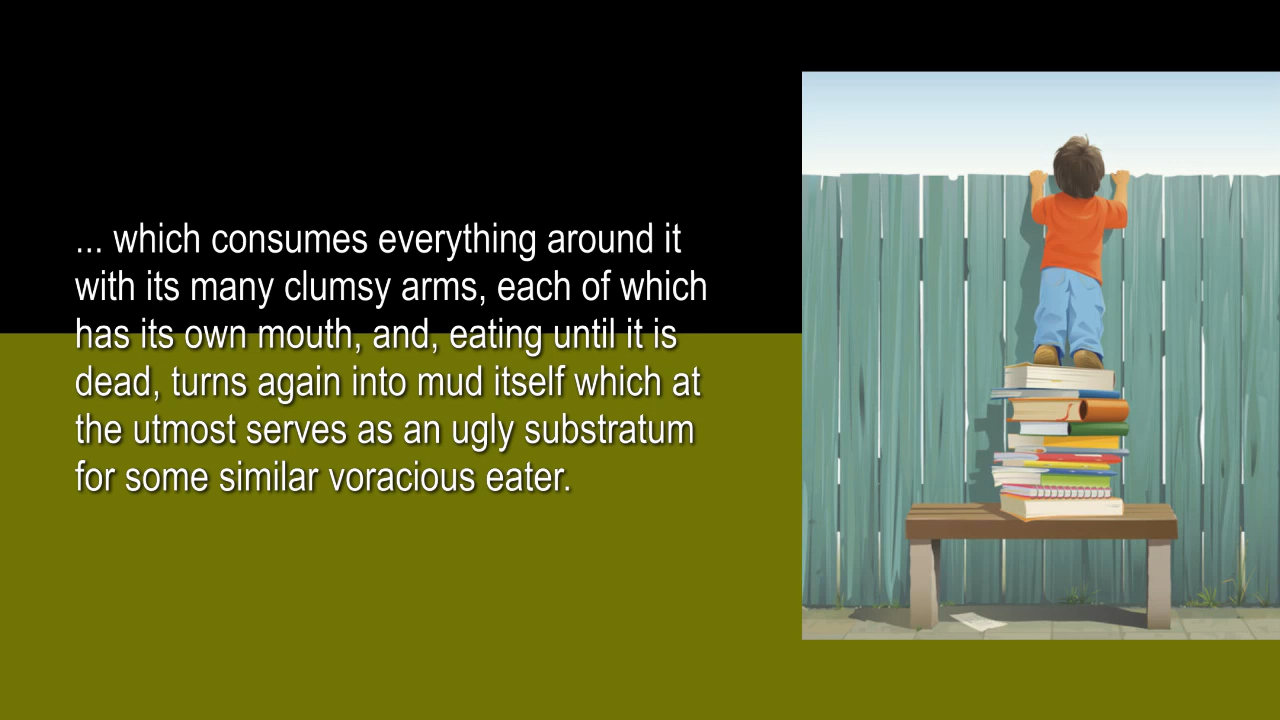 ... which consumes everything around it
with its many clumsy arms, each of which
has its own mouth, and, eating until it is
dead, turns again into mud itself which at
the utmost serves as an ugly substratum
for some similar voracious eater.